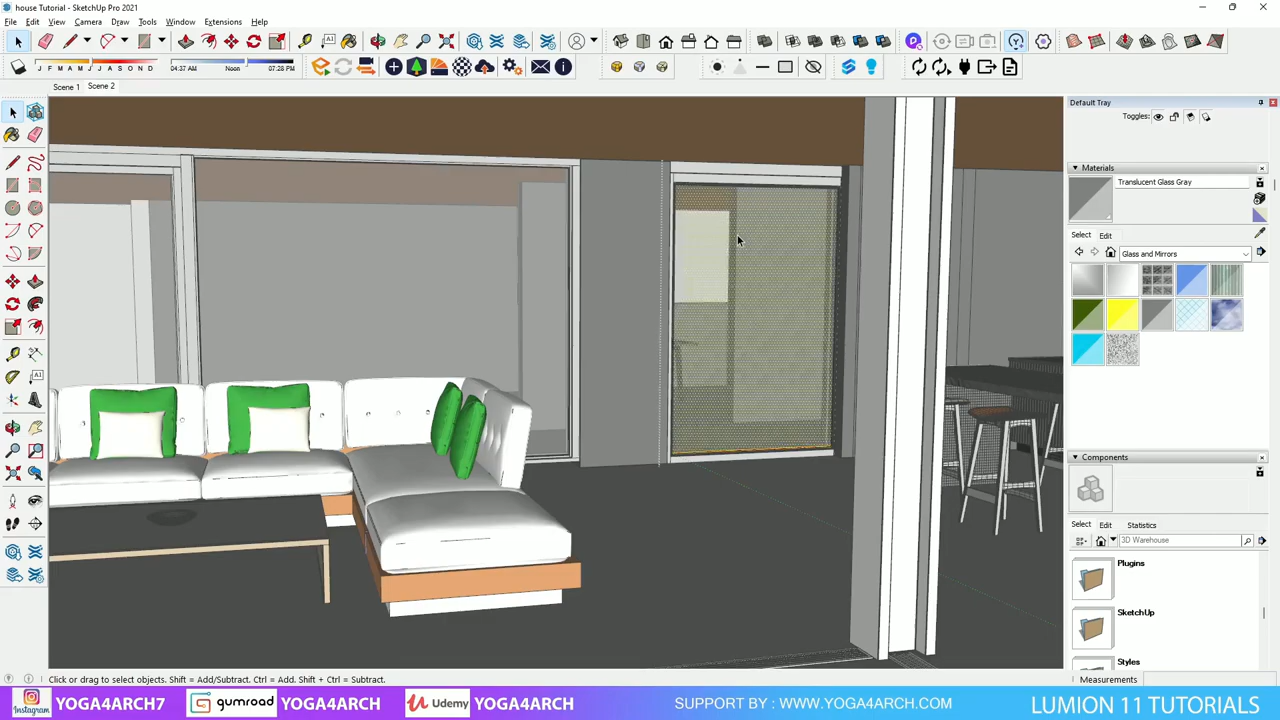 house Tutorial - SketchUp Pro 2021
File Edit View Camera Draw Tools Window Extensions Help
J F M A M J J A S O N D 04:37 AM Noon 07:28 PM
Scene 1 Scene 2
Default Tray
Toggles:
Materials
Translucent Glass Gray
Select Edit
Glass and Mirrors
Components
Select Edit Statistics
3D Warehouse
Plugins
SketchUp
Styles
Click or drag to select objects. Shift = Add/Subtract. Ctrl = Add. Shift + Ctrl = Subtract.
Measurements
Instagram YOGA4ARCH7 gumroad YOGA4ARCH Udemy YOGA4ARCH SUPPORT BY : WWW.YOGA4ARCH.COM LUMION 11 TUTORIALS